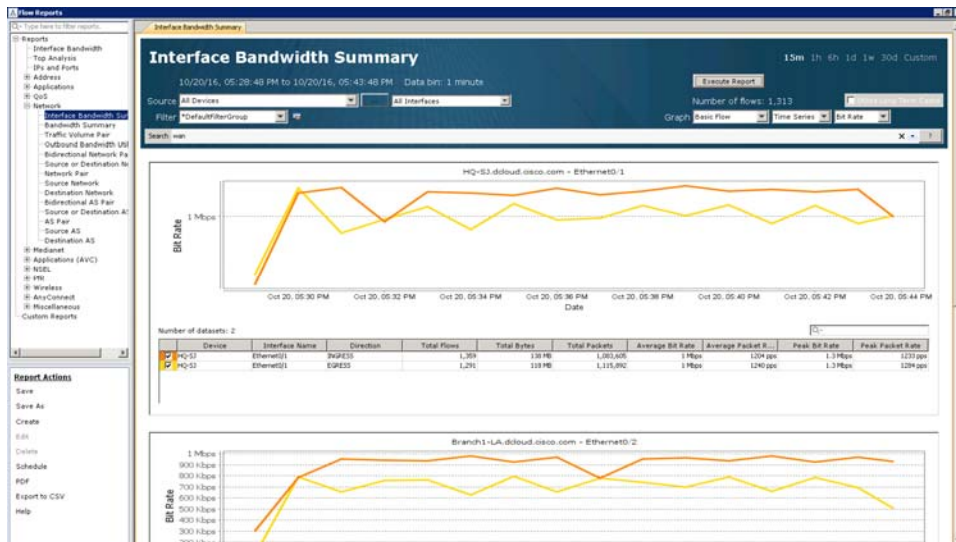 Flow Reports
Type here to filter reports.
Reports
Interface Bandwidth
Top Analysis
IPs and Ports
Address
Applications
QoS
Network
Interface Bandwidth Sur
Bandwidth Summary
Traffic Volume Pair
Outbound Bandwidth Util
Bidirectional Network Pa
Source or Destination Ne
Network Pair
Source Network
Destination Network
Bidirectional AS Pair
Source or Destination AS
AS Pair
Source AS
Destination AS
Medianet
Applications (AVC)
NSEL
PfR
Wireless
AnyConnect
Miscellaneous
Custom Reports
Report Actions
Save
Save As
Create
Edit
Delete
Schedule
PDF
Export to CSV
Help
Interface Bandwidth Summary
Interface Bandwidth Summary
15m 1h 6h 1d 1w 30d Custom
10/20/16, 05:28:48 PM to 10/20/16, 05:43:48 PM Data bin: 1 minute
Execute Report
Source All Devices All Interfaces
Number of flows: 1,313
Filter *DefaultFilterGroup
Graph Basic Flow Time Series Bit Rate
Search wan
HQ-SJ.dcloud.cisco.com - Ethernet0/1
1 Mbps
Bit Rate
Oct 20, 05:30 PM Oct 20, 05:32 PM Oct 20, 05:34 PM Oct 20, 05:36 PM Oct 20, 05:38 PM Oct 20, 05:40 PM Oct 20, 05:42 PM Oct 20, 05:44 PM
Date
Number of datasets: 2
Device Interface Name Direction Total Flows Total Bytes Total Packets Average Bit Rate Average Packet R... Peak Bit Rate Peak Packet Rate
HQ-SJ Ethernet0/1 INGRESS 1,359 138 MB 1,083,605 1 Mbps 1204 pps 1.3 Mbps 1233 pps
HQ-SJ Ethernet0/1 EGRESS 1,291 118 MB 1,115,892 1 Mbps 1240 pps 1.3 Mbps 1284 pps
Branch1-LA.dcloud.cisco.com - Ethernet0/2
1 Mbps
900 Kbps
800 Kbps
700 Kbps
600 Kbps
500 Kbps
400 Kbps
300 Kbps
Bit Rate